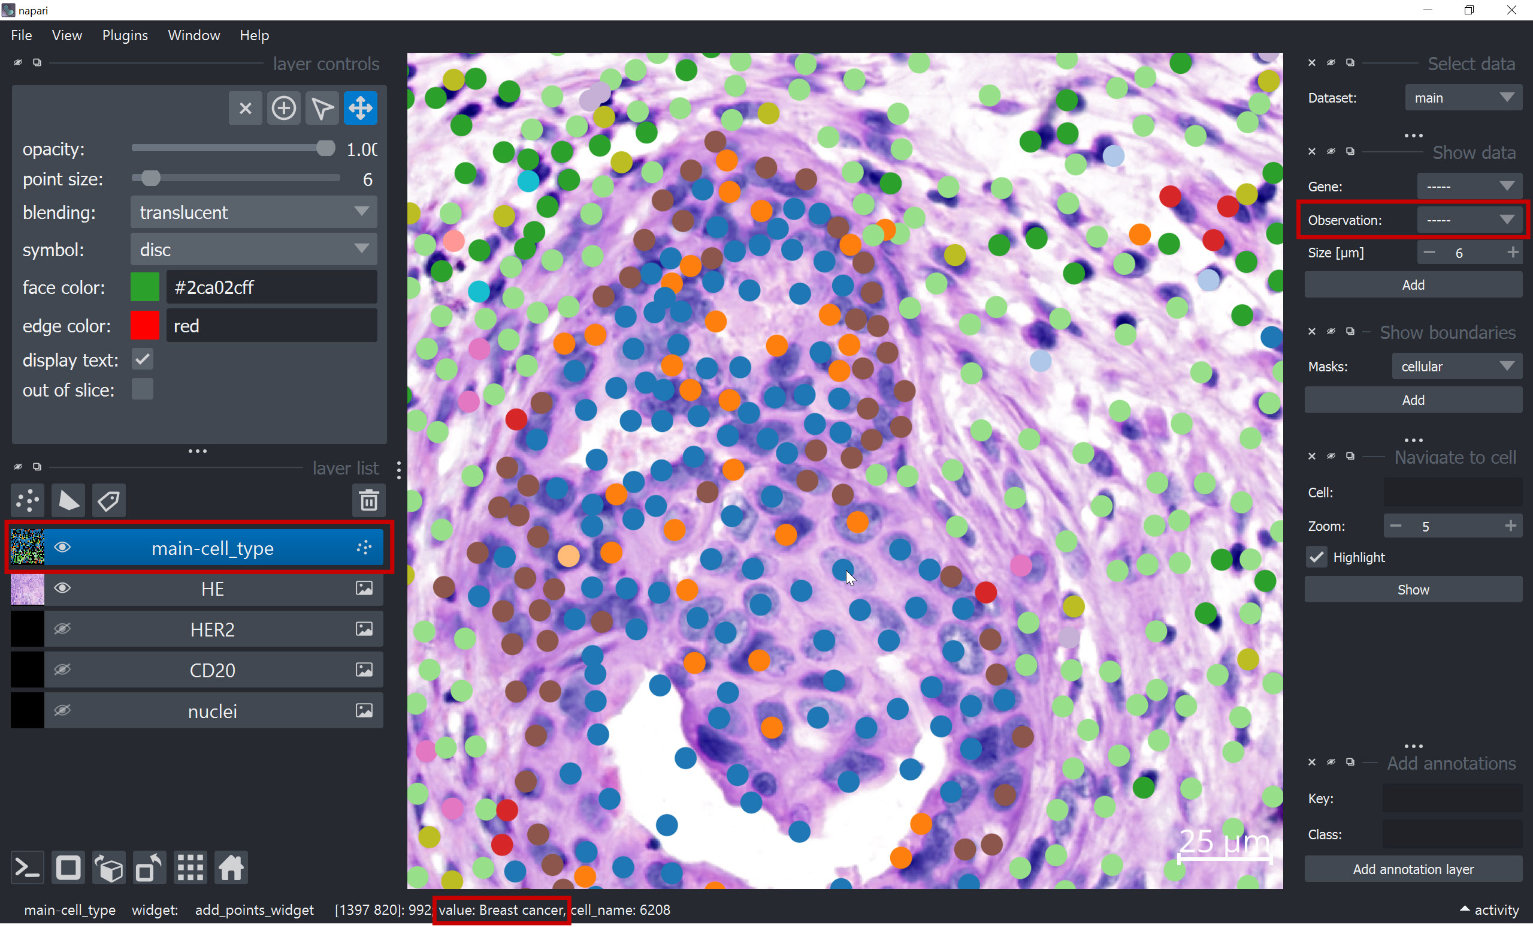 napari
File View Plugins Window Help
layer controls
opacity: 1.00
point size: 6
blending: translucent
symbol: disc
face color: #2ca02cff
edge color: red
display text:
out of slice:
layer list
main-cell_type
HE
HER2
CD20
nuclei
25 µm
Select data
Dataset: main
Show data
Gene: -----
Observation: -----
Size [µm] − 6 +
Add
Show boundaries
Masks: cellular
Add
Navigate to cell
Cell:
Zoom: − 5 +
Highlight
Show
Add annotations
Key:
Class:
Add annotation layer
main-cell_type widget: add_points_widget [1397 820]: 992 value: Breast cancer, cell_name: 6208
activity